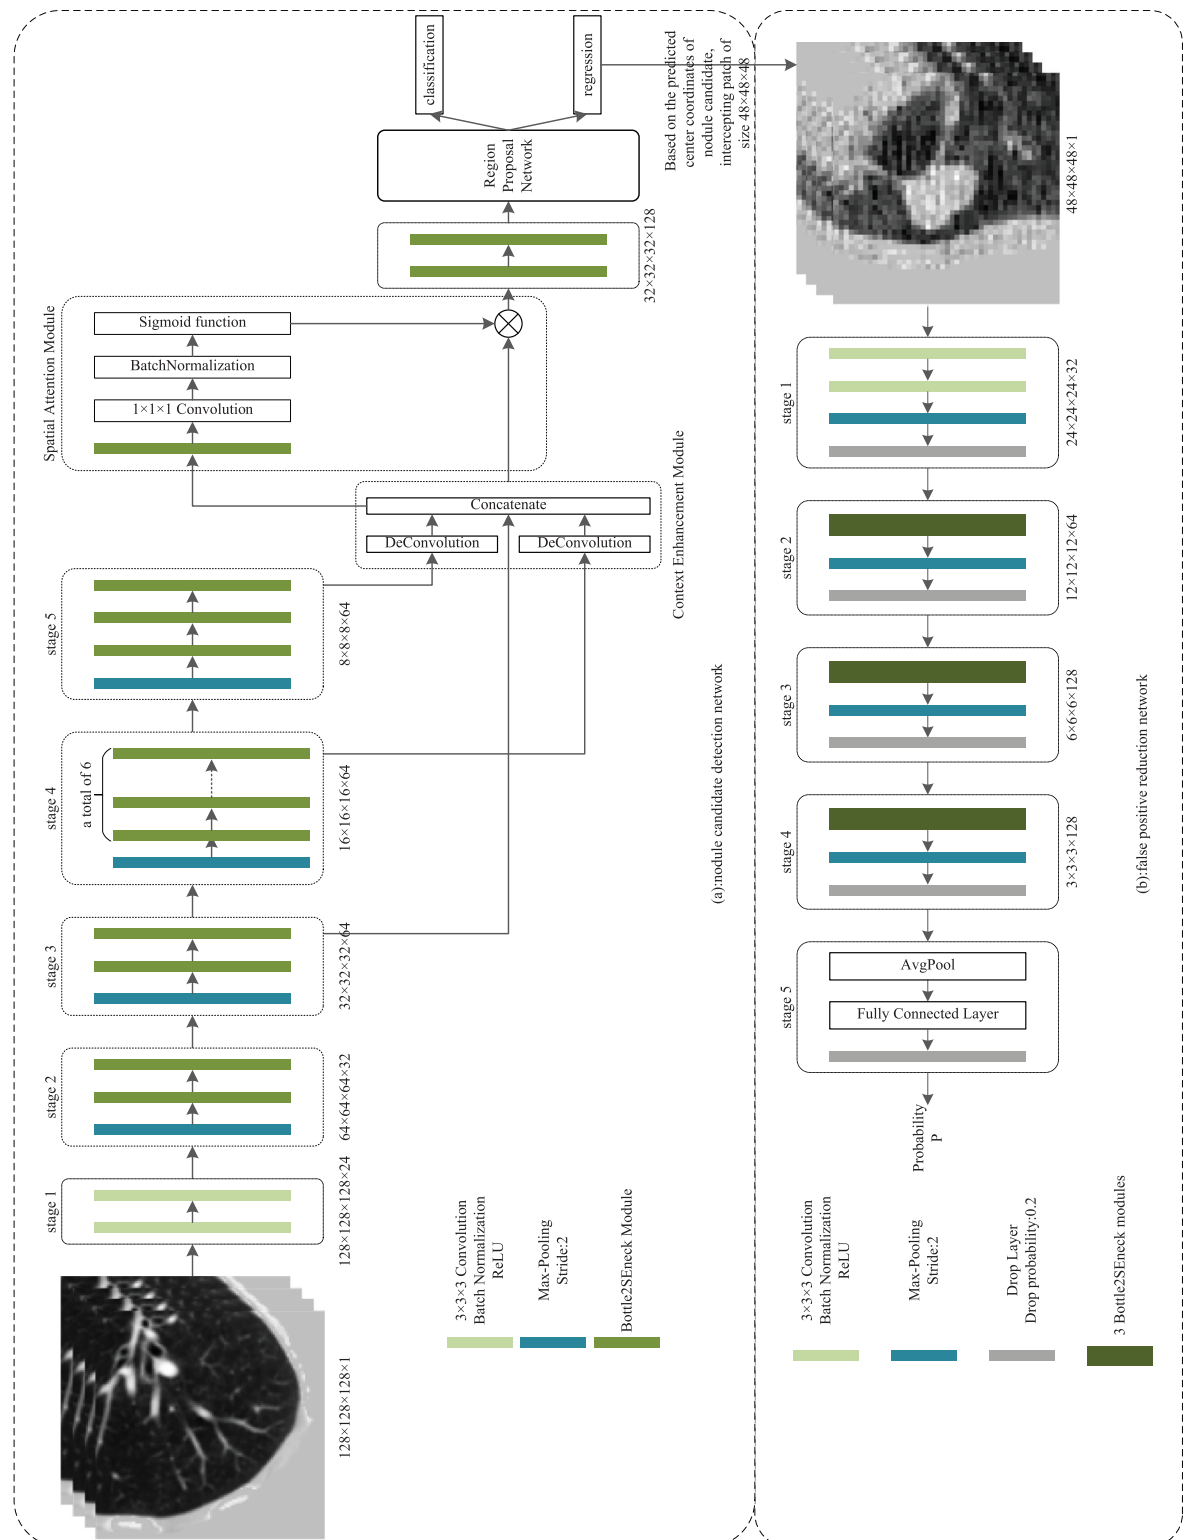 128×128×128×1
stage 1
128×128×128×24
stage 2
64×64×64×32
stage 3
32×32×32×64
stage 4
a total of 6
16×16×16×64
stage 5
8×8×8×64
DeConvolution
DeConvolution
Concatenate
Context Enhancement Module
Spatial Attention Module
1×1×1 Convolution
BatchNormalization
Sigmoid function
32×32×32×128
Region
Proposal
Network
classification
regression
Based on the predicted
center coordinates of
nodule candidate,
intercepting patch of
size 48×48×48
3×3×3 Convolution
Batch Normalization
ReLU
Max-Pooling
Stride:2
Bottle2SEneck Module
(a):nodule candidate detection network
48×48×48×1
stage 1
24×24×24×32
stage 2
12×12×12×64
stage 3
6×6×6×128
stage 4
3×3×3×128
stage 5
AvgPool
Fully Connected Layer
Probability
P
3×3×3 Convolution
Batch Normalization
ReLU
Max-Pooling
Stride:2
Drop Layer
Drop probability:0.2
3 Bottle2SEneck modules
(b):false positive reduction network